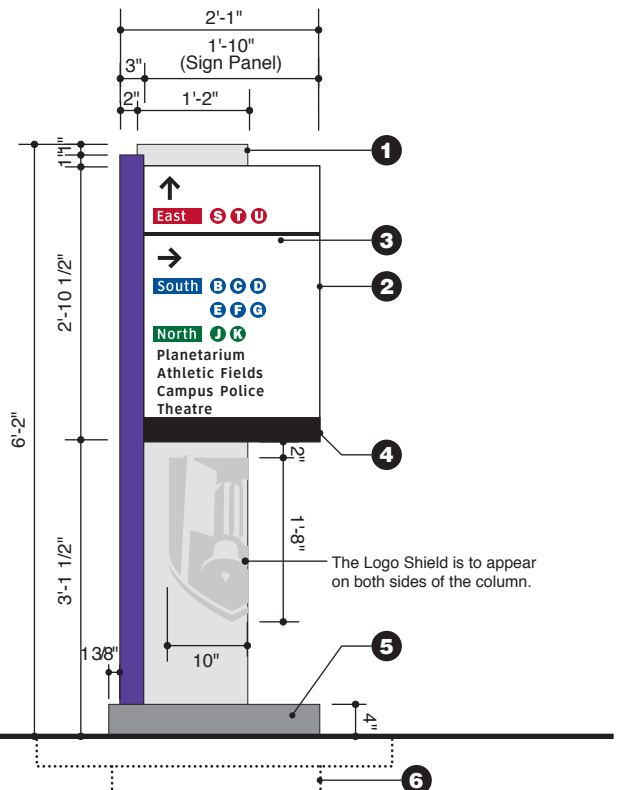 2'-1"
1'-10"
(Sign Panel)
3"
2"
1'-2"
1"
1"
1
East S T U
3
South B C D
2
E F G
North J K
Planetarium
Athletic Fields
Campus Police
Theatre
2'-10 1/2"
6'-2"
4
2"
1'-8"
The Logo Shield is to appear
on both sides of the column.
3'-1 1/2"
1 3/8"
10"
5
4"
6